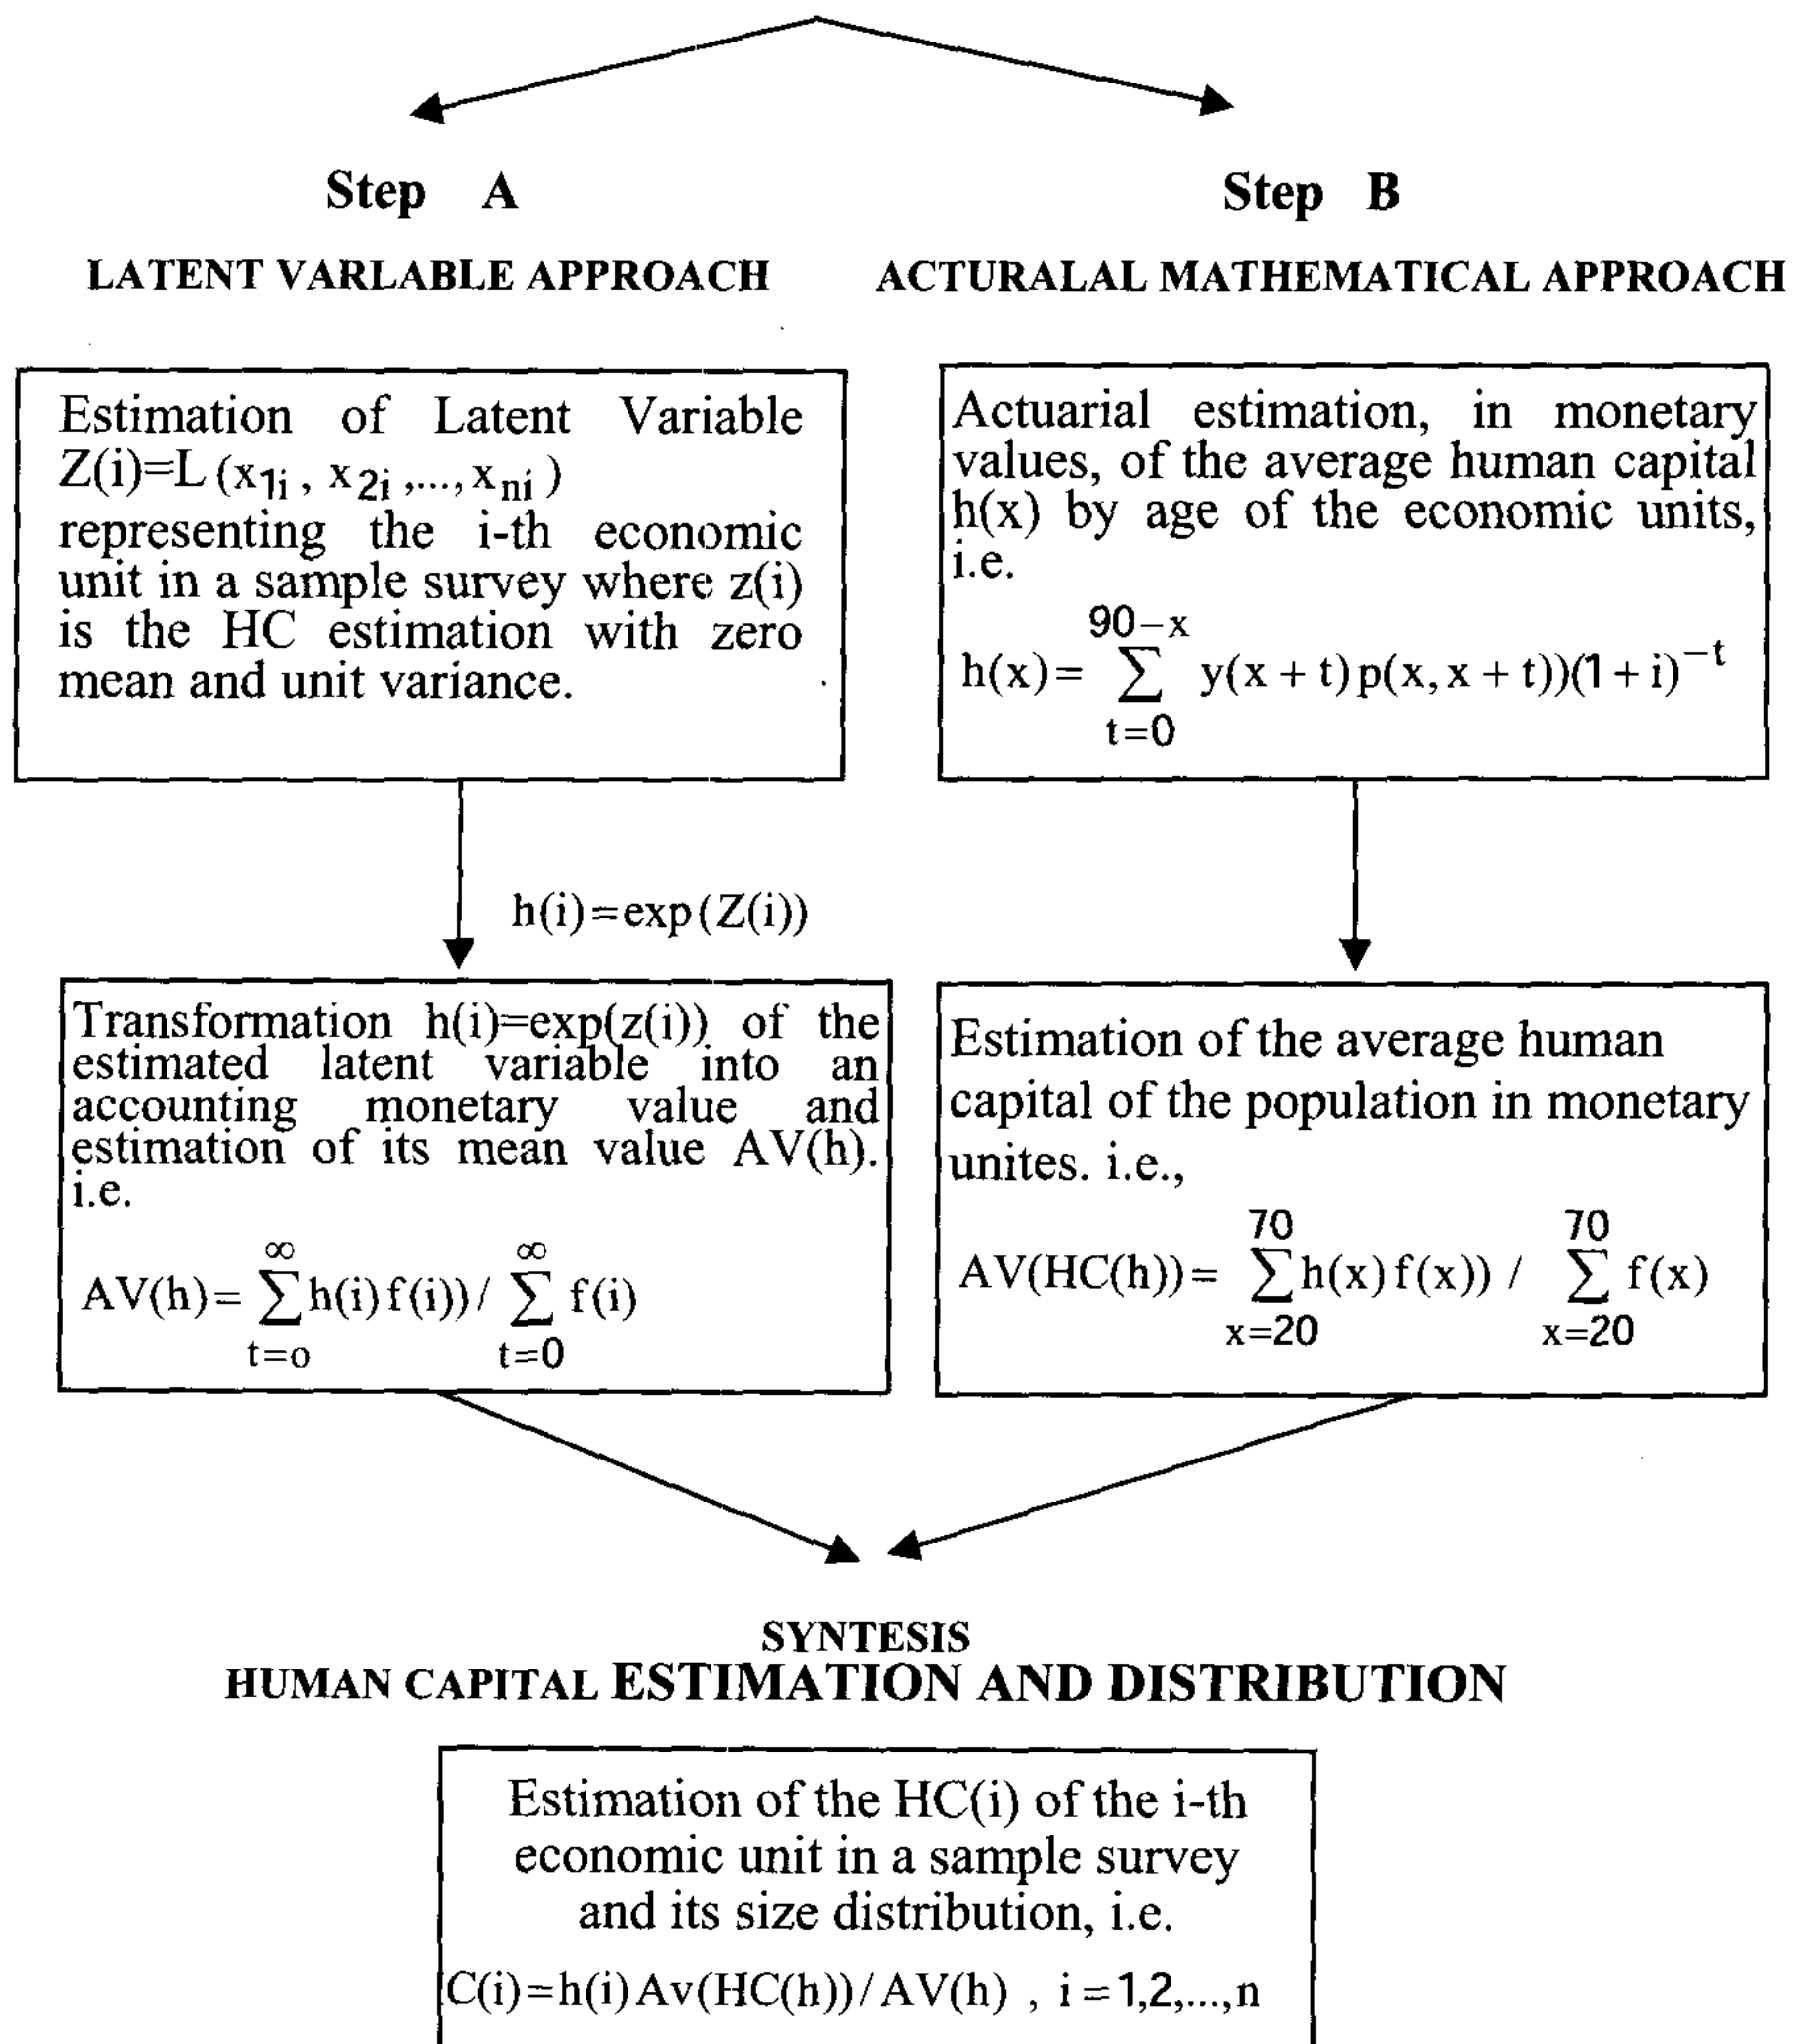 Step A
LATENT VARLABLE APPROACH
Estimation of Latent Variable
Z(i)=L (x1i , x2i ,..., xni )
representing the i-th economic
unit in a sample survey where z(i)
is the HC estimation with zero
mean and unit variance.
h(i)=exp(Z(i))
Transformation h(i)=exp(z(i)) of the
estimated latent variable into an
accounting monetary value and
estimation of its mean value AV(h).
i.e.
∞ ∞
AV(h)= ∑h(i)f(i))/ ∑ f(i)
t=o t=0
Step B
ACTURALAL MATHEMATICAL APPROACH
Actuarial estimation, in monetary
values, of the average human capital
h(x) by age of the economic units,
i.e.
90−x
h(x)= ∑ y(x + t)p(x, x + t))(1 + i)^−t
t=0
Estimation of the average human
capital of the population in monetary
unites. i.e.,
70 70
AV(HC(h))= ∑h(x)f(x)) / ∑ f(x)
x=20 x=20
SYNTESIS
HUMAN CAPITAL ESTIMATION AND DISTRIBUTION
Estimation of the HC(i) of the i-th
economic unit in a sample survey
and its size distribution, i.e.
C(i)=h(i)Av(HC(h))/AV(h) , i=1,2,...,n